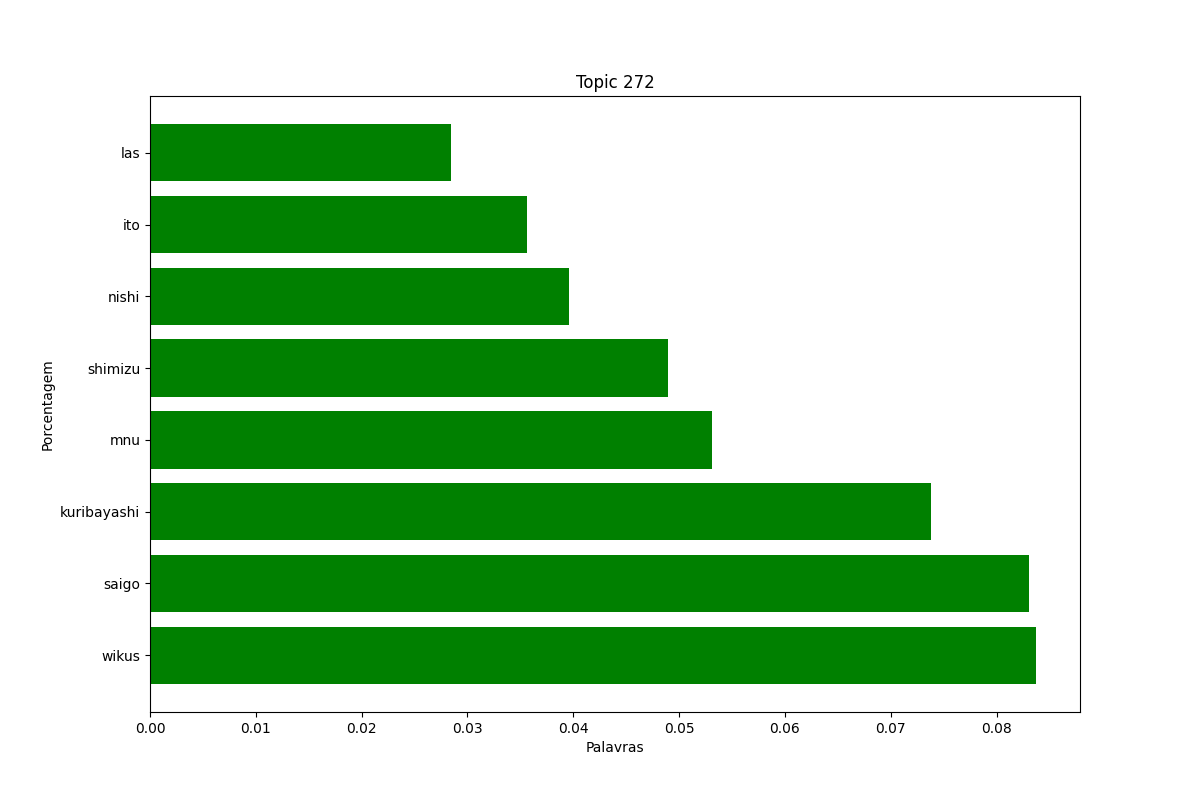 Topic 272
las
ito
nishi
shimizu
mnu
kuribayashi
saigo
wikus
Porcentagem
0.00 0.01 0.02 0.03 0.04 0.05 0.06 0.07 0.08
Palavras